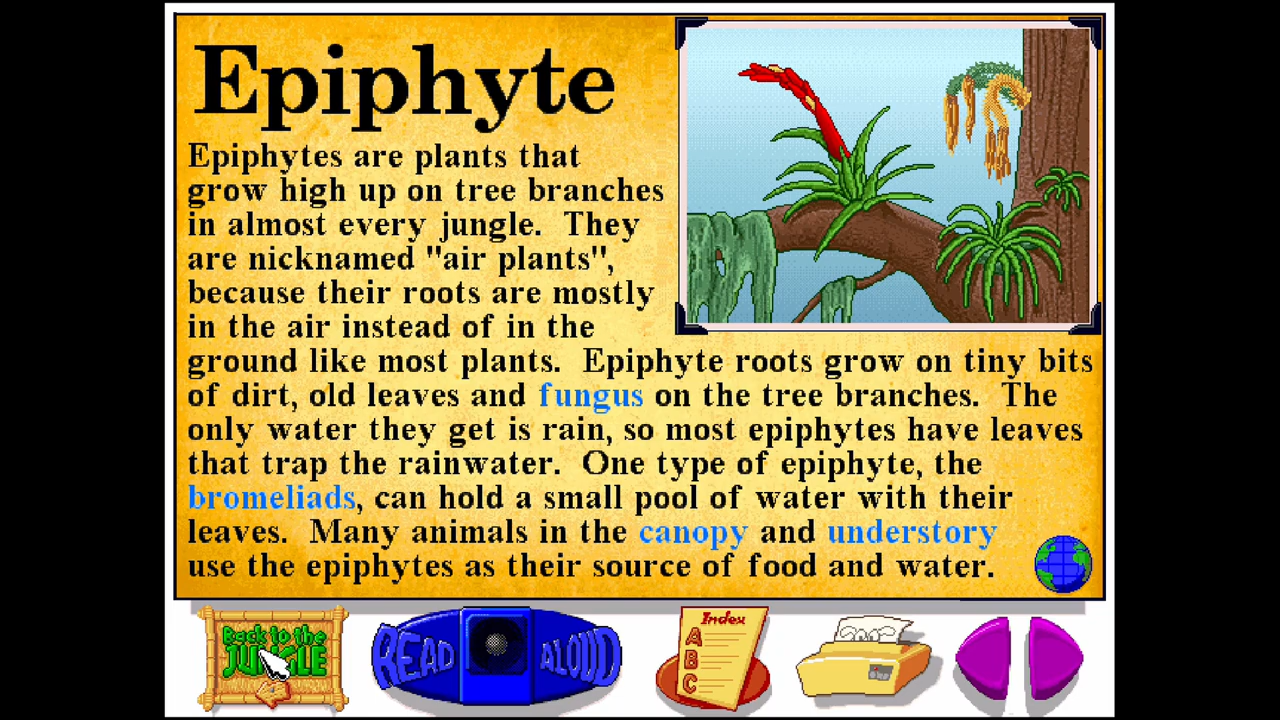 Epiphyte
Epiphytes are plants that
grow high up on tree branches
in almost every jungle.  They
are nicknamed "air plants",
because their roots are mostly
in the air instead of in the
ground like most plants.  Epiphyte roots grow on tiny bits
of dirt, old leaves and fungus on the tree branches.  The
only water they get is rain, so most epiphytes have leaves
that trap the rainwater.  One type of epiphyte, the
bromeliads, can hold a small pool of water with their
leaves.  Many animals in the canopy and understory
use the epiphytes as their source of food and water.
Back to the
JUNGLE
READ ALOUD
Index
A
B
C